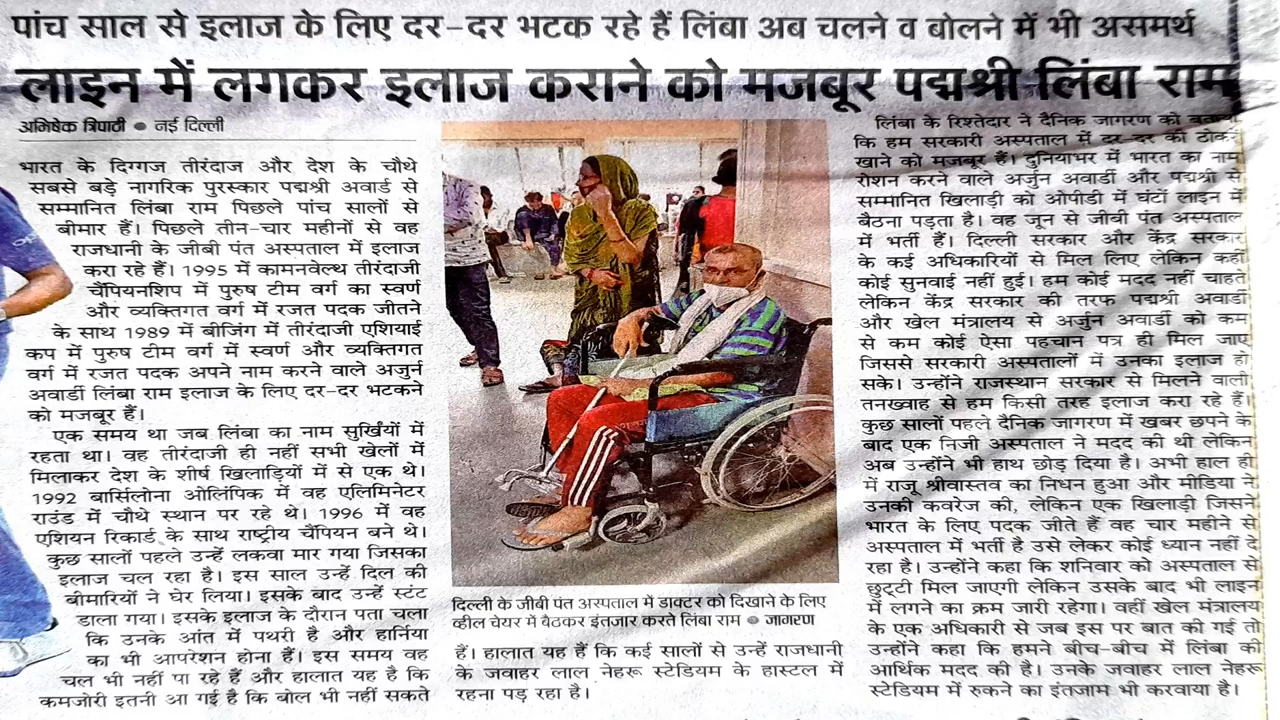 पांच साल से इलाज के लिए दर-दर भटक रहे हैं लिंबा अब चलने व बोलने में भी असमर्थ
लाइन में लगकर इलाज कराने को मजबूर पद्मश्री लिंबा राम
अभिषेक त्रिपाठी ● नई दिल्ली
भारत के दिग्गज तीरंदाज और देश के चौथे
सबसे बड़े नागरिक पुरस्कार पद्मश्री अवार्ड से
सम्मानित लिंबा राम पिछले पांच सालों से
बीमार हैं। पिछले तीन-चार महीनों से वह
राजधानी के जीबी पंत अस्पताल में इलाज
करा रहे हैं। 1995 में कामनवेल्थ तीरंदाजी
चैंपियनशिप में पुरुष टीम वर्ग का स्वर्ण
और व्यक्तिगत वर्ग में रजत पदक जीतने
के साथ 1989 में बीजिंग में तीरंदाजी एशियाई
कप में पुरुष टीम वर्ग में स्वर्ण और व्यक्तिगत
वर्ग में रजत पदक अपने नाम करने वाले अजुर्न
अवार्डी लिंबा राम इलाज के लिए दर-दर भटकने
को मजबूर हैं।
एक समय था जब लिंबा का नाम सुर्खियों में
रहता था। वह तीरंदाजी ही नहीं सभी खेलों में
मिलाकर देश के शीर्ष खिलाड़ियों में से एक थे।
1992 बार्सिलोना ओलिंपिक में वह एलिमिनेटर
राउंड में चौथे स्थान पर रहे थे। 1996 में वह
एशियन रिकार्ड के साथ राष्ट्रीय चैंपियन बने थे।
कुछ सालों पहले उन्हें लकवा मार गया जिसका
इलाज चल रहा है। इस साल उन्हें दिल की
बीमारियों ने घेर लिया। इसके बाद उन्हें स्टंट
डाला गया। इसके इलाज के दौरान पता चला
कि उनके आंत में पथरी है और हार्निया
का भी आपरेशन होना हैं। इस समय वह
चल भी नहीं पा रहे हैं और हालात यह है कि
कमजोरी इतनी आ गई है कि बोल भी नहीं सकते
दिल्ली के जीबी पंत अस्पताल में डाक्टर को दिखाने के लिए
व्हील चेयर में बैठकर इंतजार करते लिंबा राम ● जागरण
हैं। हालात यह हैं कि कई सालों से उन्हें राजधानी
के जवाहर लाल नेहरू स्टेडियम के हास्टल में
रहना पड़ रहा है।
लिंबा के रिश्तेदार ने दैनिक जागरण को बताया
कि हम सरकारी अस्पताल में दर-दर की ठोकर
खाने को मजबूर हैं। दुनियाभर में भारत का नाम
रोशन करने वाले अर्जुन अवार्डी और पद्मश्री से
सम्मानित खिलाड़ी को ओपीडी में घंटों लाइन में
बैठना पड़ता है। वह जून से जीबी पंत अस्पताल
में भर्ती हैं। दिल्ली सरकार और केंद्र सरकार
के कई अधिकारियों से मिल लिए लेकिन कहीं
कोई सुनवाई नहीं हुई। हम कोई मदद नहीं चाहते
लेकिन केंद्र सरकार की तरफ पद्मश्री अवार्डी
और खेल मंत्रालय से अर्जुन अवार्डी को कम
से कम कोई ऐसा पहचान पत्र ही मिल जाए
जिससे सरकारी अस्पतालों में उनका इलाज हो
सके। उन्होंने राजस्थान सरकार से मिलने वाली
तनख्वाह से हम किसी तरह इलाज करा रहे हैं।
कुछ सालों पहले दैनिक जागरण में खबर छपने के
बाद एक निजी अस्पताल ने मदद की थी लेकिन
अब उन्होंने भी हाथ छोड़ दिया है। अभी हाल ही
में राजू श्रीवास्तव का निधन हुआ और मीडिया ने
उनकी कवरेज की, लेकिन एक खिलाड़ी जिसने
भारत के लिए पदक जीते हैं वह चार महीने से
अस्पताल में भर्ती है उसे लेकर कोई ध्यान नहीं दे
रहा है। उन्होंने कहा कि शनिवार को अस्पताल से
छुट्टी मिल जाएगी लेकिन उसके बाद भी लाइन
में लगने का क्रम जारी रहेगा। वहीं खेल मंत्रालय
के एक अधिकारी से जब इस पर बात की गई तो
उन्होंने कहा कि हमने बीच-बीच में लिंबा की
आर्थिक मदद की है। उनके जवाहर लाल नेहरू
स्टेडियम में रुकने का इंतजाम भी करवाया है।